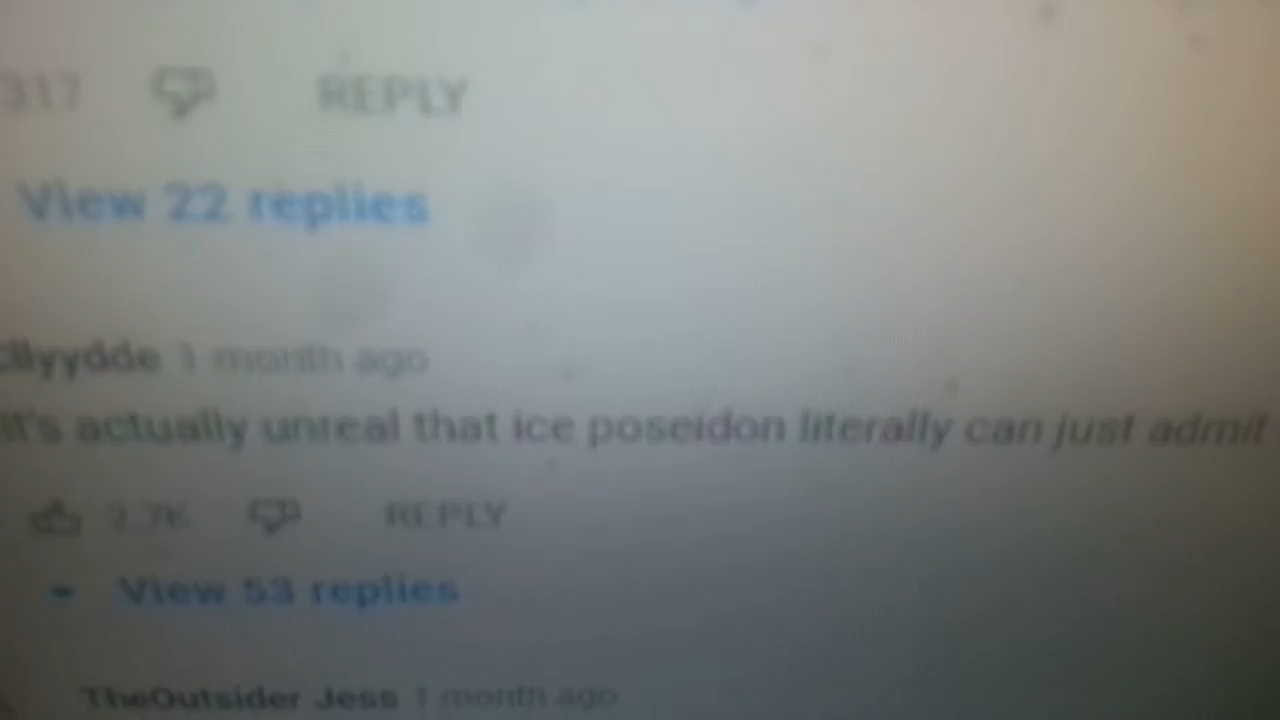 317 REPLY
View 22 replies
1 month ago
It's actually unreal that ice poseidon literally can just admit
2.7K REPLY
View 53 replies
TheOutsider Jess 1 month ago